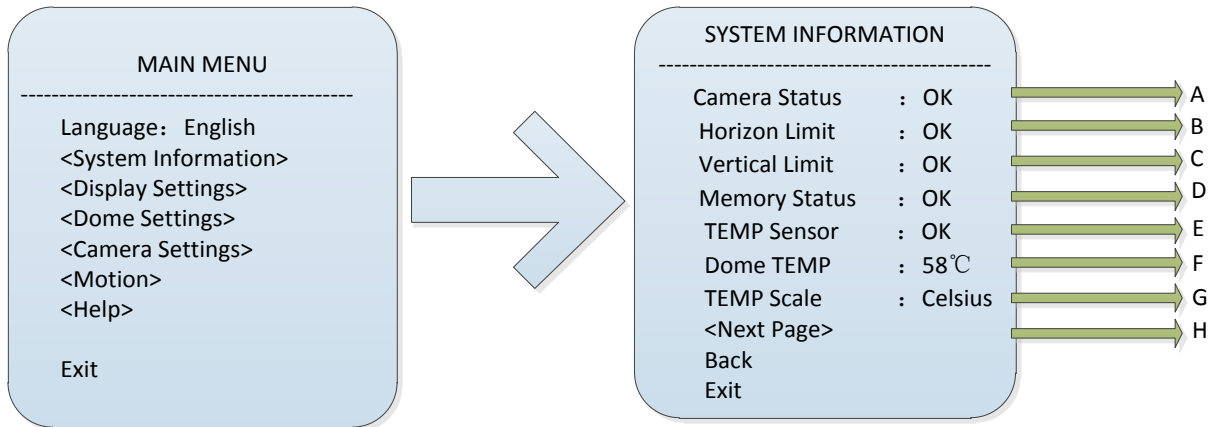 MAIN MENU
--------------------------------------------
Language： English
<System Information>
<Display Settings>
<Dome Settings>
<Camera Settings>
<Motion>
<Help>
Exit
SYSTEM INFORMATION
--------------------------------------------
Camera Status ： OK A
Horizon Limit ： OK B
Vertical Limit ： OK C
Memory Status ： OK D
TEMP Sensor ： OK E
Dome TEMP ： 58℃ F
TEMP Scale ： Celsius G
<Next Page> H
Back
Exit